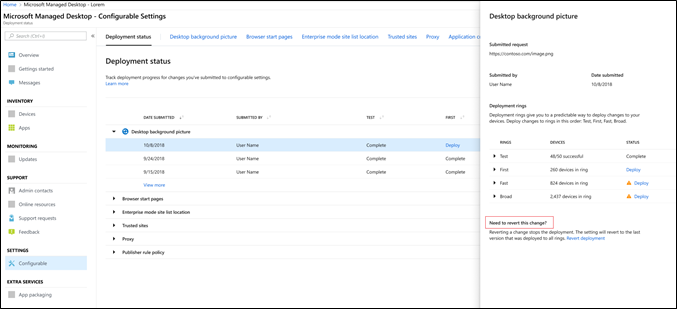 Home > Microsoft Managed Desktop - Lorem
Microsoft Managed Desktop - Configurable Settings
Deployment status
Search (Ctrl+/)
Overview
Getting started
Messages
INVENTORY
Devices
Apps
MONITORING
Updates
SUPPORT
Admin contacts
Online resources
Support requests
Feedback
SETTINGS
Configurable
EXTRA SERVICES
App packaging
Deployment status Desktop background picture Browser start pages Enterprise mode site list location Trusted sites Proxy Application co
Deployment status
Track deployment progress for changes you've submitted to configurable settings.
Learn more
DATE SUBMITTED SUBMITTED BY TEST FIRST
Desktop background picture
10/8/2018 User Name Complete Deploy
9/24/2018 User Name Complete Complete
9/15/2018 User Name Complete Complete
View more
Browser start pages
Enterprise mode site list location
Trusted sites
Proxy
Publisher rule policy
Desktop background picture
Submitted request
https://contoso.com/image.png
Submitted by Date submitted
User Name 10/8/2018
Deployment rings
Deployment rings give you a predictable way to deploy changes to your
devices. Deploy changes to rings in this order: Test, First, Fast, Broad.
RINGS DEVICES STATUS
Test 48/50 successful Complete
First 260 devices in ring Deploy
Fast 824 devices in ring Deploy
Broad 2,437 devices in ring Deploy
Need to revert this change?
Reverting a change stops the deployment. The setting will revert to the last
version that was deployed to all rings. Revert deployment